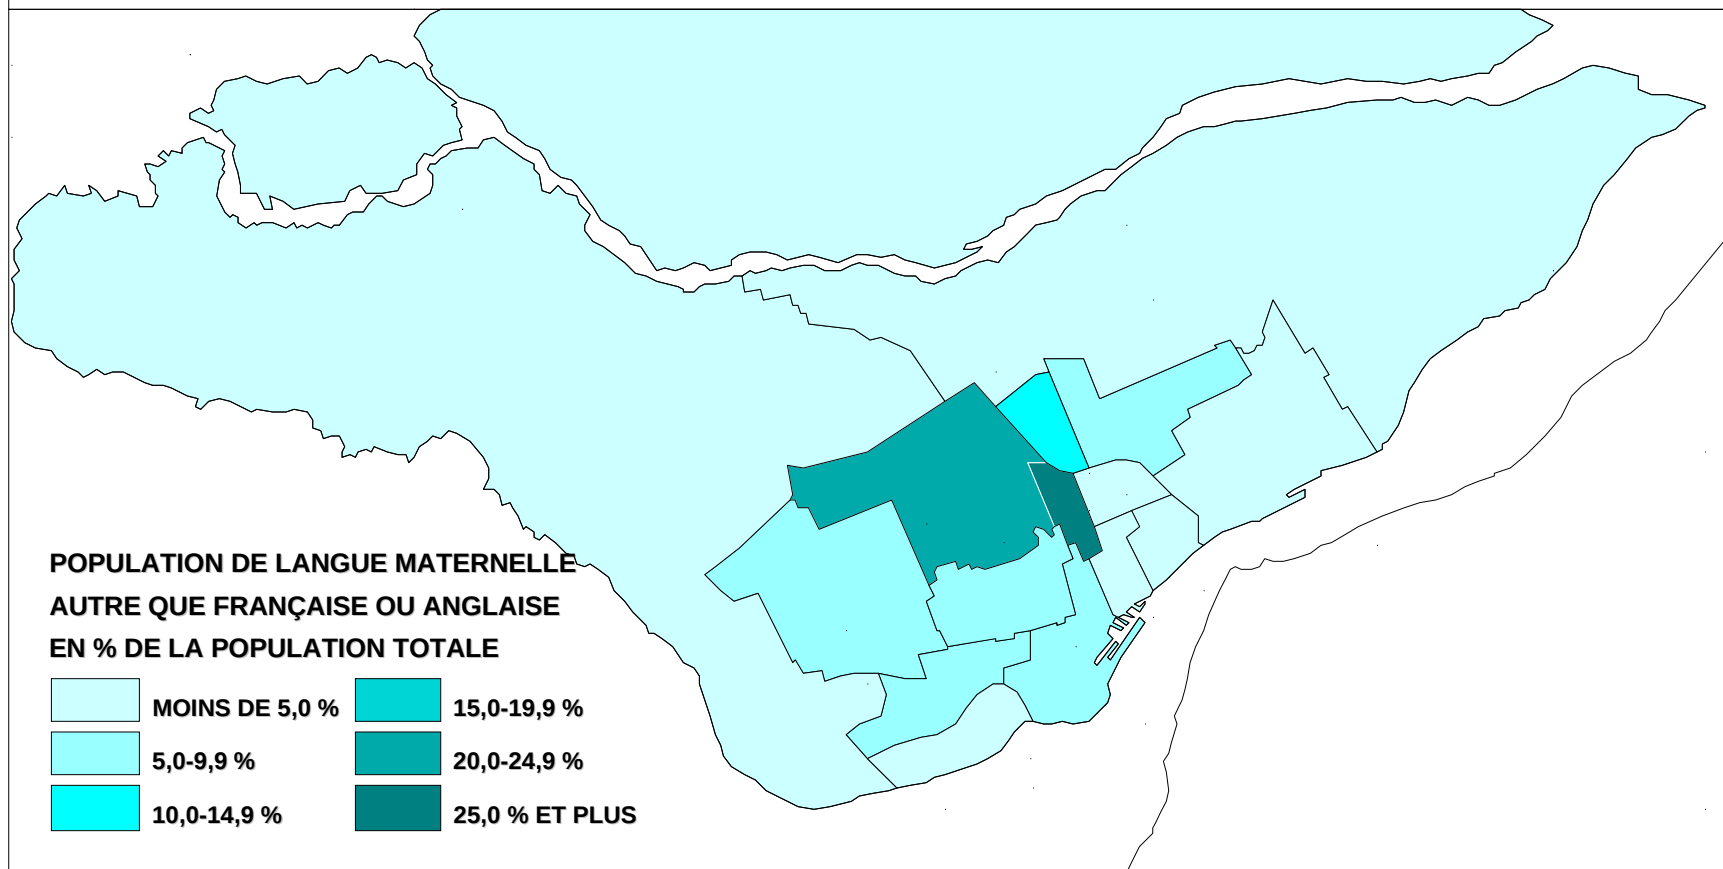 POPULATION DE LANGUE MATERNELLE
AUTRE QUE FRANÇAISE OU ANGLAISE
EN % DE LA POPULATION TOTALE
MOINS DE 5,0 %
5,0-9,9 %
10,0-14,9 %
15,0-19,9 %
20,0-24,9 %
25,0 % ET PLUS